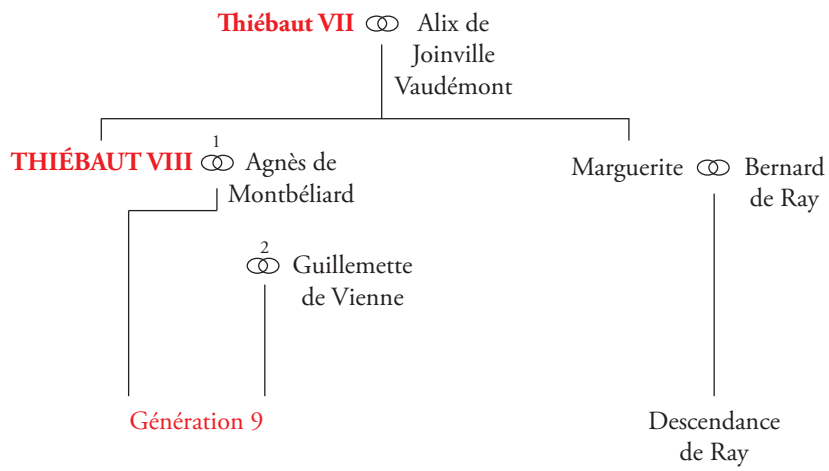 Thiébaut VII Alix de
Joinville
Vaudémont
1
THIÉBAUT VIII Agnès de
Montbéliard
Marguerite Bernard
de Ray
2
Guillemette
de Vienne
Génération 9
Descendance
de Ray